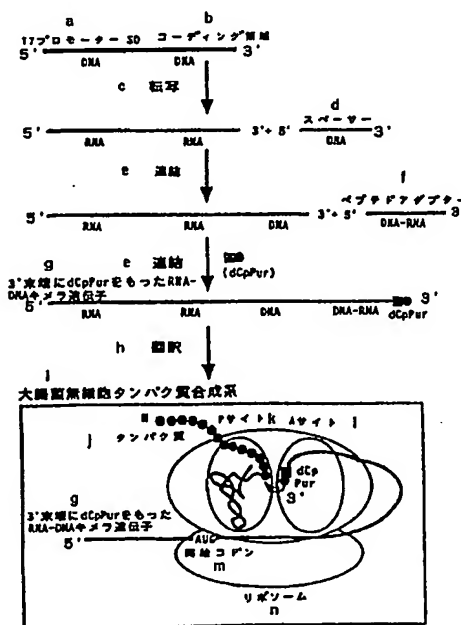 a
b
T7プロモーター SD コーディング領域
5' 3'
DNA DNA
c 転写
d
スペーサー
5' 3'+ 5' 3'
RNA RNA DNA
e 連結
f
ペプチドアダプター
5' 3'+ 5' 3'
RNA RNA DNA DNA-RNA
g e 連結 (dCpPur)
3'末端にdCpPurをもったRNA-
DNAキメラ遺伝子
5' 3'
RNA RNA DNA DNA-RNA dCpPur
h 翻訳
i
大腸菌無細胞タンパク質合成系
N Pサイト k Aサイト l
j タンパク質
dCp
Pur
3'
g
3'末端にdCpPurをもった
RNA-DNAキメラ遺伝子
5' AUG
開始コドン
m
リボソーム
n